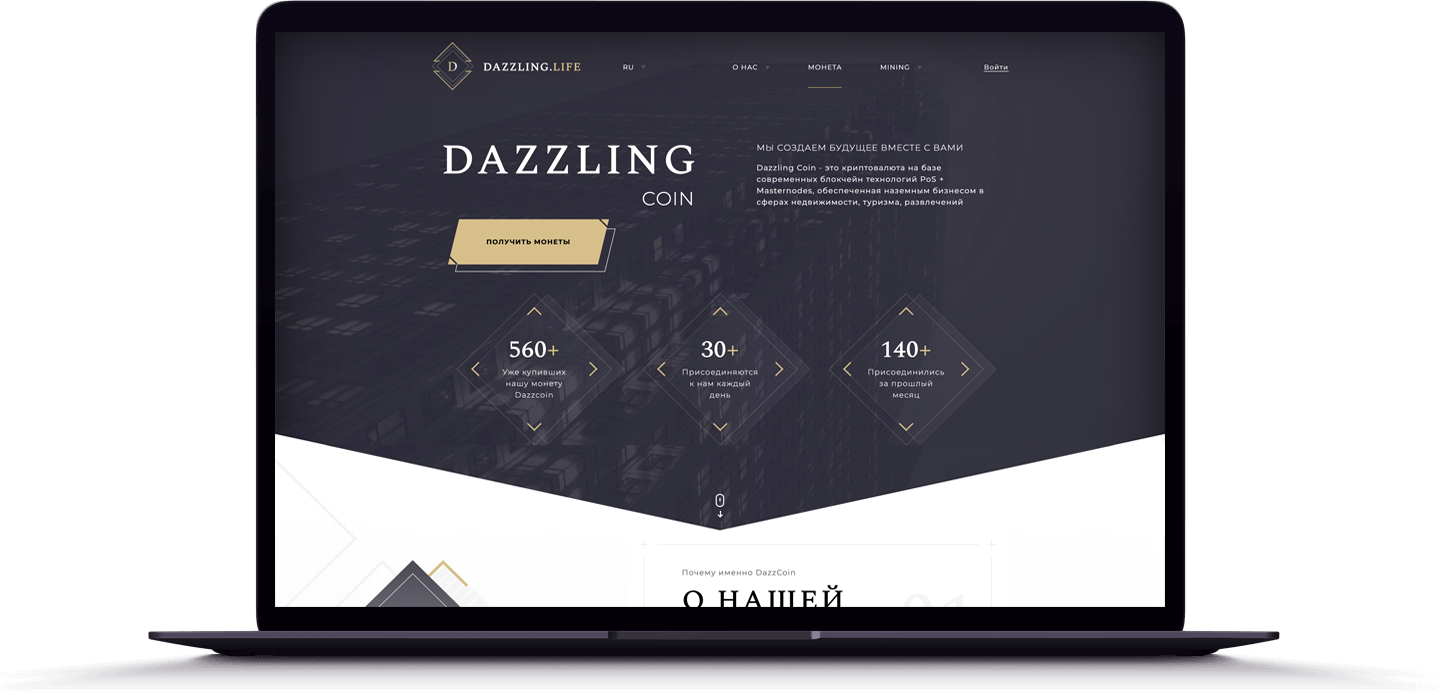 D
DAZZLING.LIFE
RU
О НАС
МОНЕТА
MINING
Войти
DAZZLING
COIN
МЫ СОЗДАЕМ БУДУЩЕЕ ВМЕСТЕ С ВАМИ
Dazzling Coin - это криптовалюта на базе
современных блокчейн технологий PoS +
Masternodes, обеспеченная наземным бизнесом в
сферах недвижимости, туризма, развлечений
ПОЛУЧИТЬ МОНЕТЫ
560+
Уже купивших
нашу монету
Dazzcoin
30+
Присоединяются
к нам каждый
день
140+
Присоединились
за прошлый
месяц
Почему именно DazzCoin
О НАШЕЙ
01